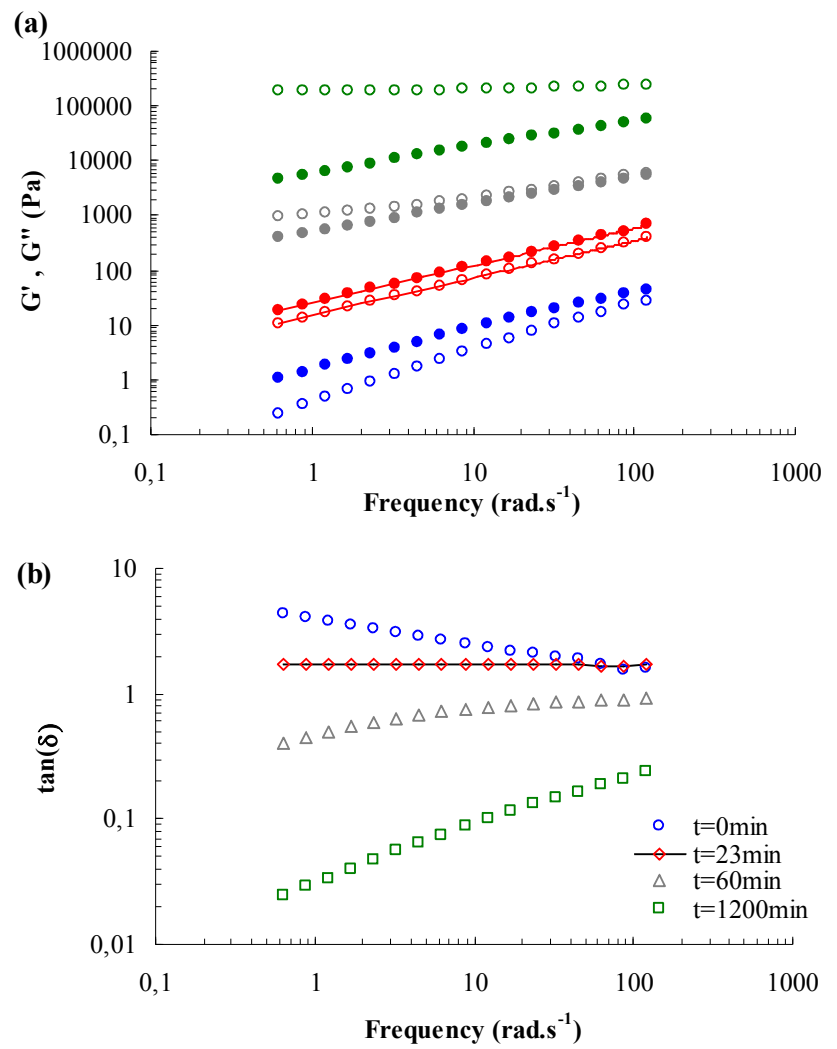 (a)
1000000
100000
10000
1000
100
10
1
0,1
G' , G" (Pa)
0,1 1 10 100 1000
Frequency (rad.s⁻¹)
(b)
10
1
0,1
0,01
tan(δ)
t=0min
t=23min
t=60min
t=1200min
0,1 1 10 100 1000
Frequency (rad.s⁻¹)